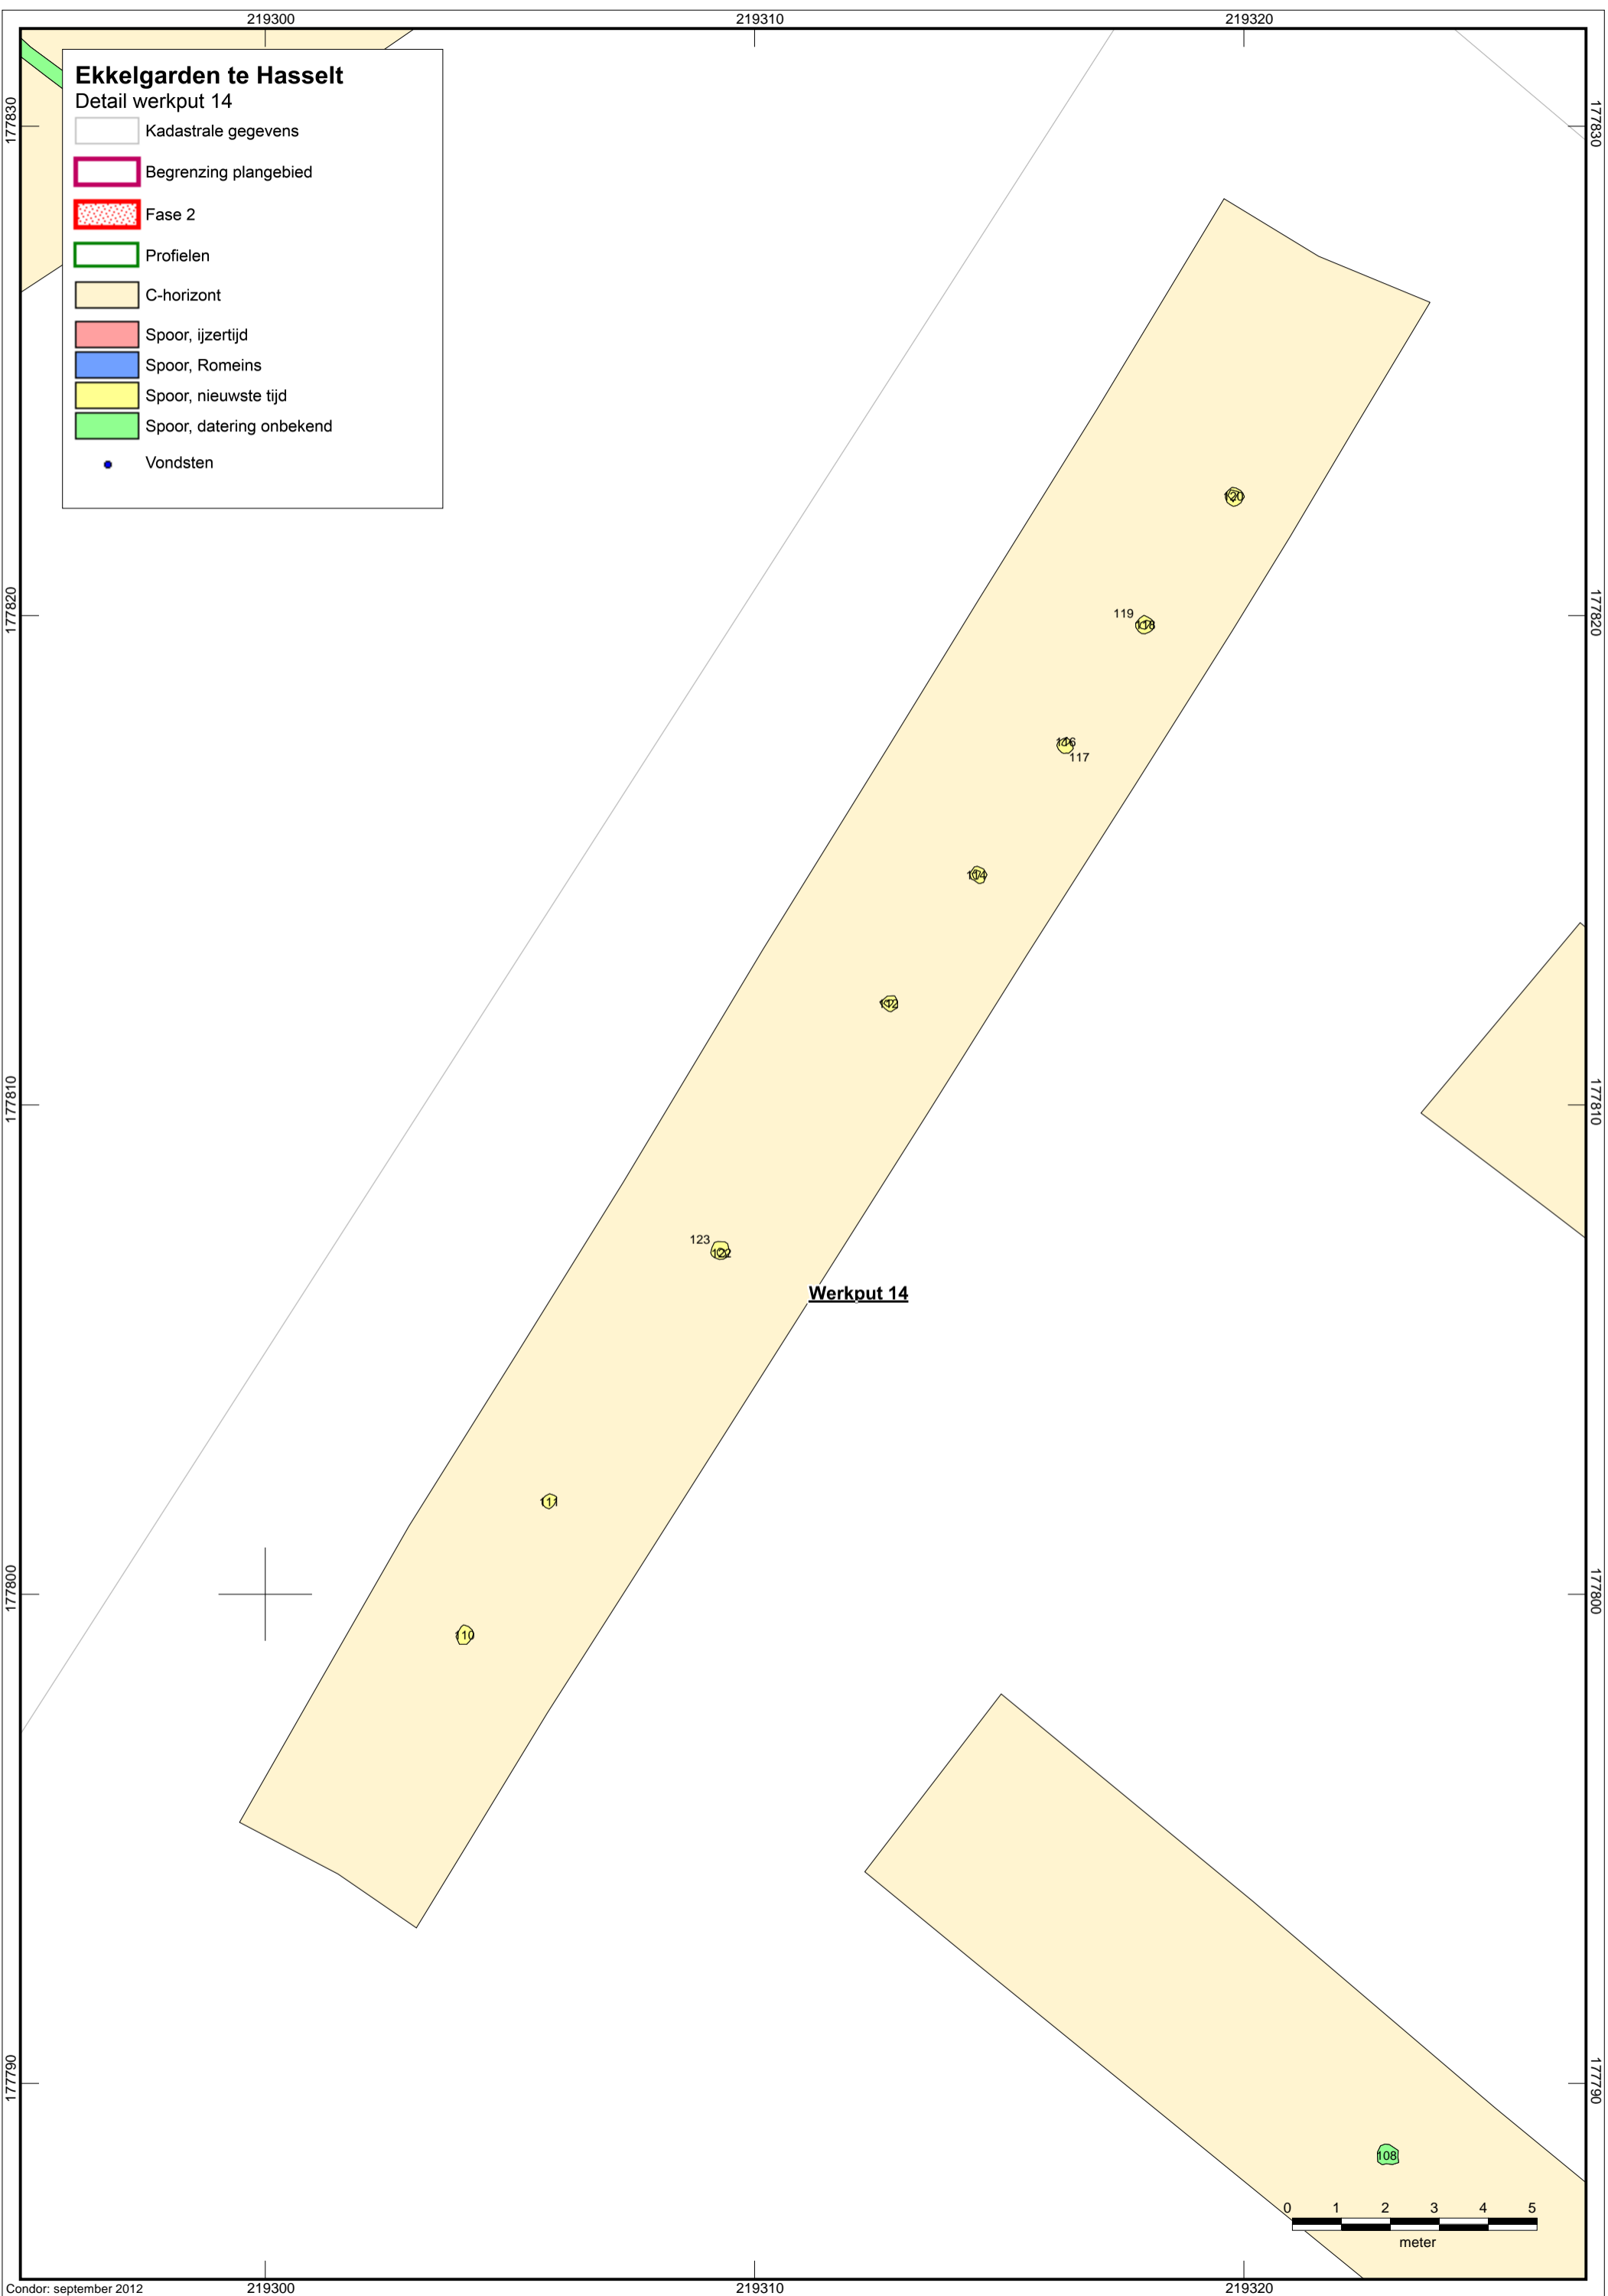 219300 219310 219320
Ekkelgarden te Hasselt
Detail werkput 14
Kadastrale gegevens
Begrenzing plangebied
Fase 2
Profielen
C-horizont
Spoor, ijzertijd
Spoor, Romeins
Spoor, nieuwste tijd
Spoor, datering onbekend
Vondsten
177830 177830
120
177820 177820
119
118
116
117
114
112
177810 177810
123
122
Werkput 14
111
177800 177800
110
177790 177790
108
0 1 2 3 4 5
meter
Condor: september 2012
219300 219310 219320